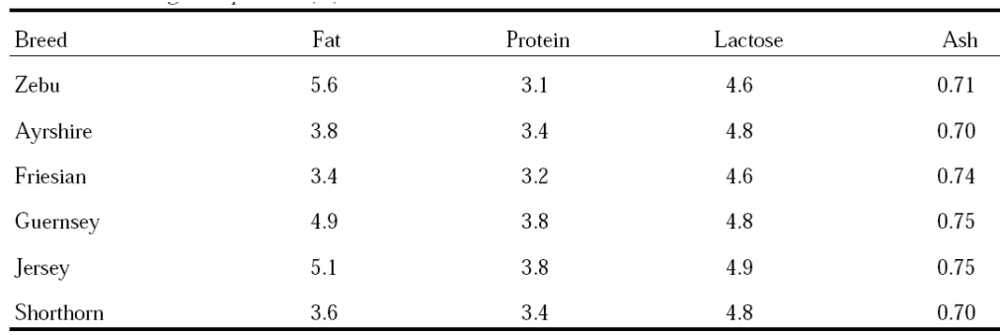 Breed Fat Protein Lactose Ash
Zebu 5.6 3.1 4.6 0.71
Ayrshire 3.8 3.4 4.8 0.70
Friesian 3.4 3.2 4.6 0.74
Guernsey 4.9 3.8 4.8 0.75
Jersey 5.1 3.8 4.9 0.75
Shorthorn 3.6 3.4 4.8 0.70